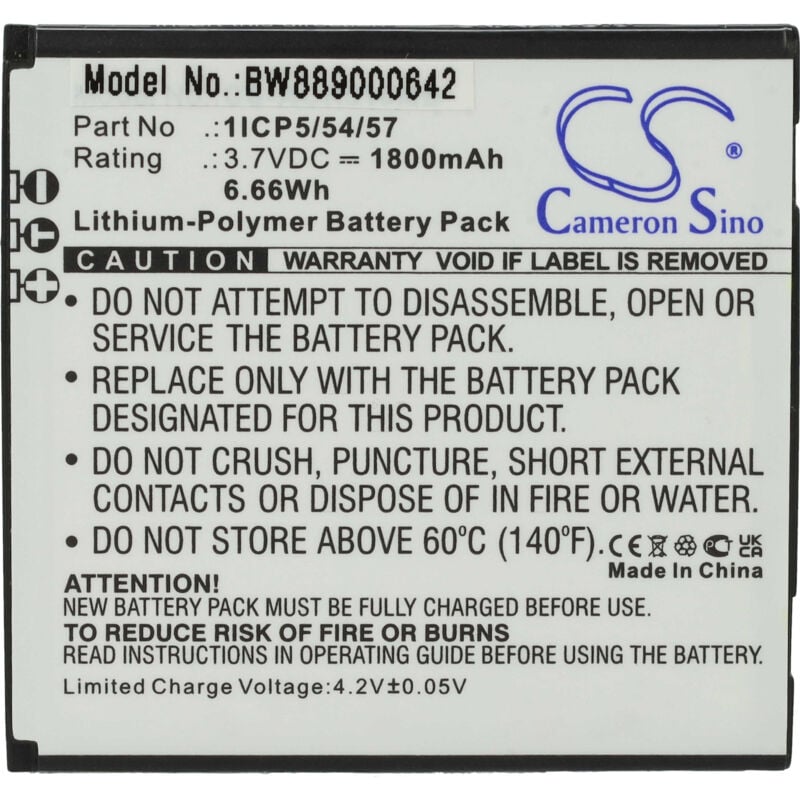 Model No.:BW889000642
Part No .:1ICP5/54/57
Rating .:3.7VDC ⎓ 1800mAh
6.66Wh
Lithium-Polymer Battery Pack
CS ®
Cameron Sino
CAUTION WARRANTY VOID IF LABEL IS REMOVED
• DO NOT ATTEMPT TO DISASSEMBLE, OPEN OR
SERVICE THE BATTERY PACK.
• REPLACE ONLY WITH THE BATTERY PACK
DESIGNATED FOR THIS PRODUCT.
• DO NOT CRUSH, PUNCTURE, SHORT EXTERNAL
CONTACTS OR DISPOSE OF IN FIRE OR WATER.
• DO NOT STORE ABOVE 60°C (140°F).
CE UK CA
Made In China
ATTENTION!
NEW BATTERY PACK MUST BE FULLY CHARGED BEFORE USE.
TO REDUCE RISK OF FIRE OR BURNS
READ INSTRUCTIONS IN OPERATING GUIDE BEFORE USING THE BATTERY.
Limited Charge Voltage:4.2V±0.05V